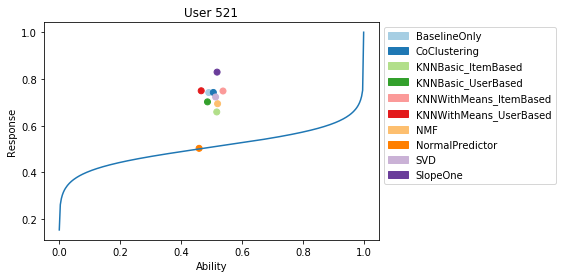 User 521
Response
1.0
0.8
0.6
0.4
0.2
0.0
0.2
0.4
0.6
0.8
1.0
Ability
BaselineOnly
CoClustering
KNNBasic_ItemBased
KNNBasic_UserBased
KNNWithMeans_ItemBased
KNNWithMeans_UserBased
NMF
NormalPredictor
SVD
SlopeOne